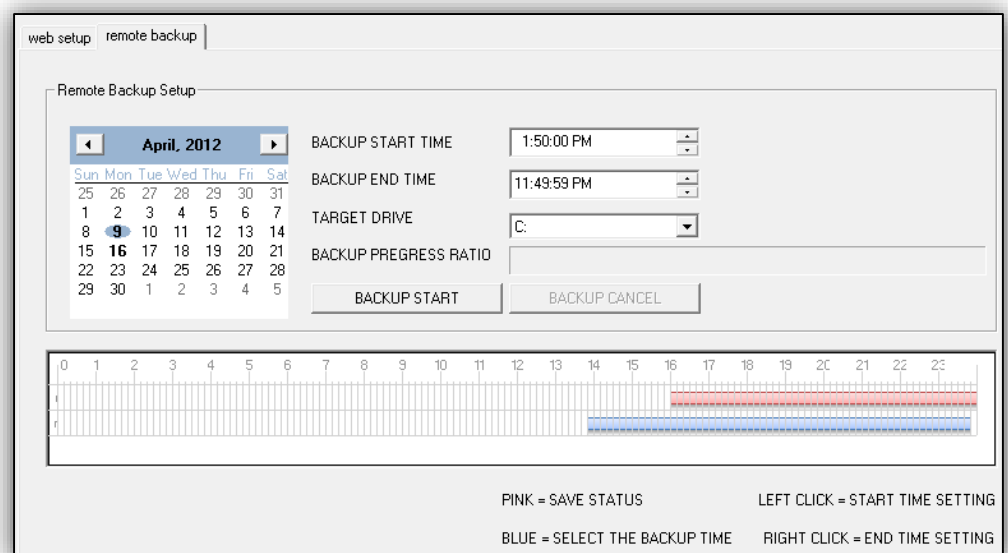 web setup remote backup
Remote Backup Setup
April, 2012
Sun Mon Tue Wed Thu Fri Sat
25 26 27 28 29 30 31
1 2 3 4 5 6 7
8 9 10 11 12 13 14
15 16 17 18 19 20 21
22 23 24 25 26 27 28
29 30 1 2 3 4 5
BACKUP START TIME 1:50:00 PM
BACKUP END TIME 11:49:59 PM
TARGET DRIVE C:
BACKUP PREGRESS RATIO
BACKUP START BACKUP CANCEL
0 1 2 3 4 5 6 7 8 9 10 11 12 13 14 15 16 17 18 19 20 21 22 23
PINK = SAVE STATUS LEFT CLICK = START TIME SETTING
BLUE = SELECT THE BACKUP TIME RIGHT CLICK = END TIME SETTING